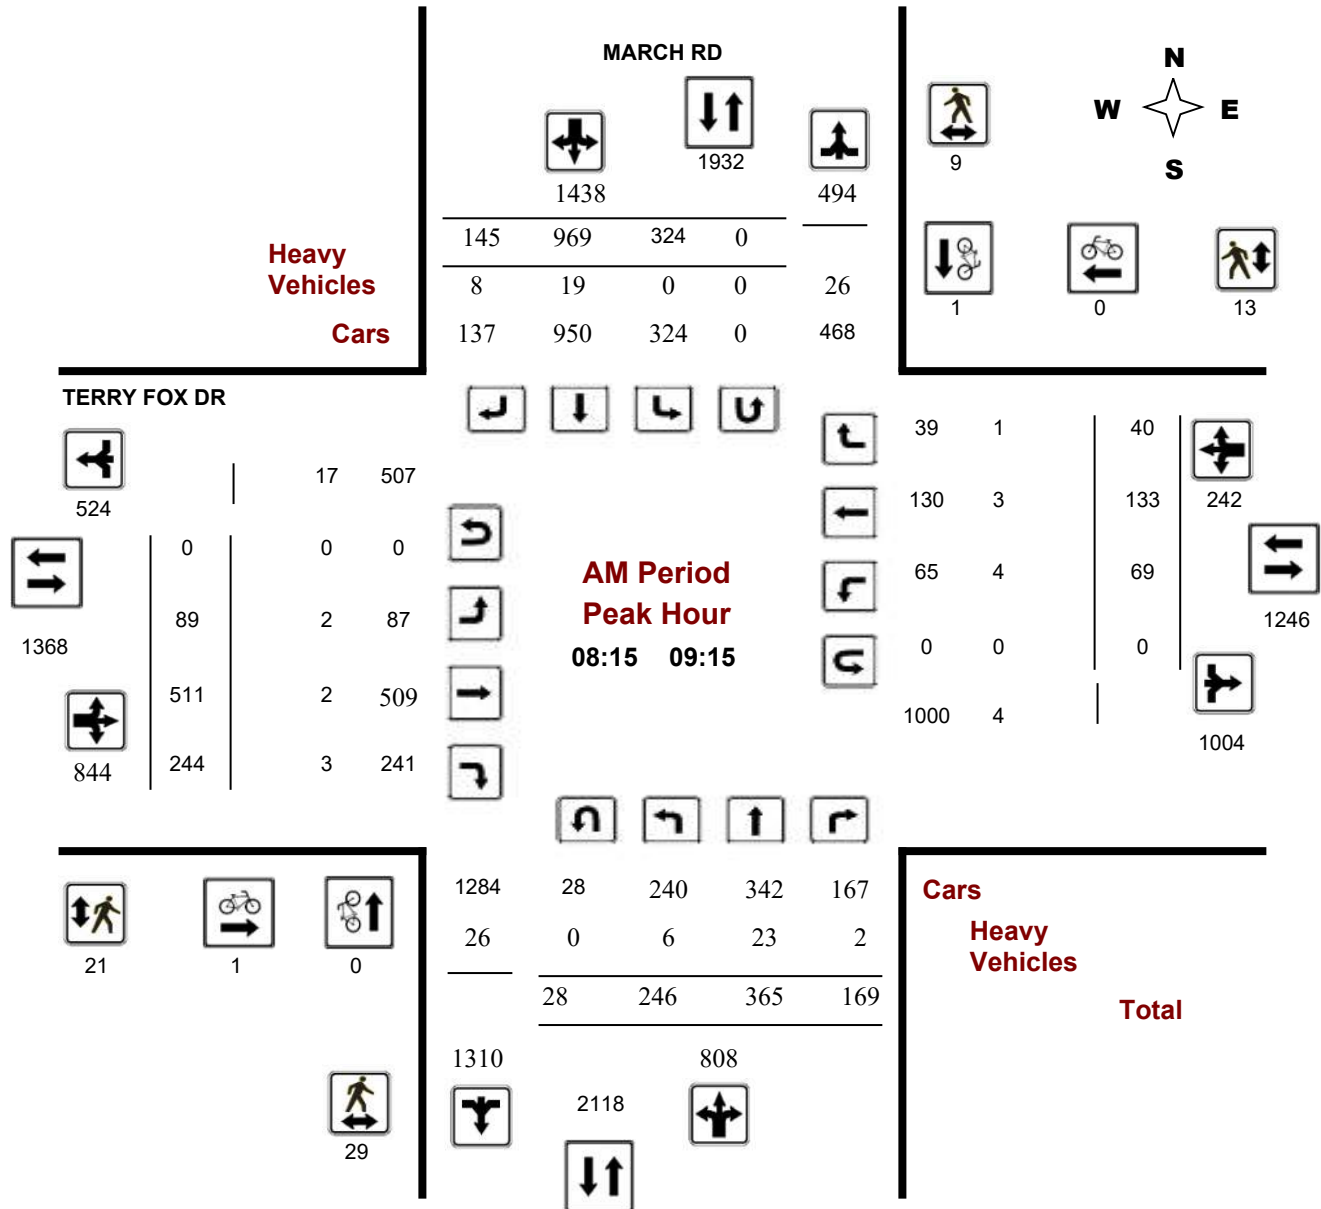 MARCH RD
N
W E
S
1932
9
1438
494
145 969 324 0
Heavy
Vehicles
8 19 0 0 26
Cars
137 950 324 0 468
1 0 13
TERRY FOX DR
39 1 40
17 507
524
130 3 133 242
0 0 0
AM Period
65 4 69
Peak Hour
89 2 87
1368
1246
08:15 09:15
0 0 0
511 2 509
1000 4
1004
844 244 3 241
1284 28 240 342 167
Cars
26 0 6 23 2
Heavy
Vehicles
21 1 0
28 246 365 169
Total
1310 808
2118
29